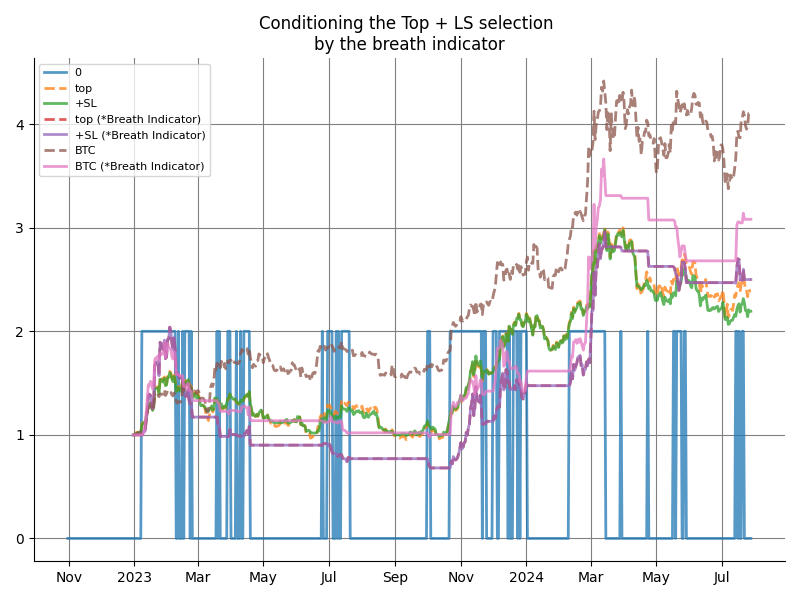 Conditioning the Top + LS selection
by the breath indicator
0
top
+SL
top (*Breath Indicator)
+SL (*Breath Indicator)
BTC
BTC (*Breath Indicator)
4
3
2
1
0
Nov 2023 Mar May Jul Sep Nov 2024 Mar May Jul